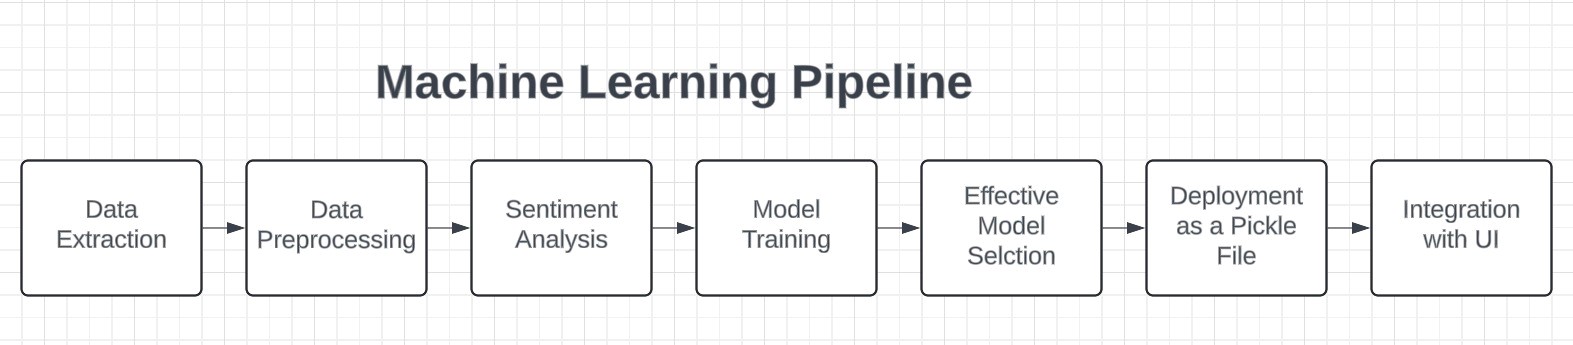 Machine Learning Pipeline
Data
Extraction
Data
Preprocessing
Sentiment
Analysis
Model
Training
Effective
Model
Selction
Deployment
as a Pickle
File
Integration
with UI